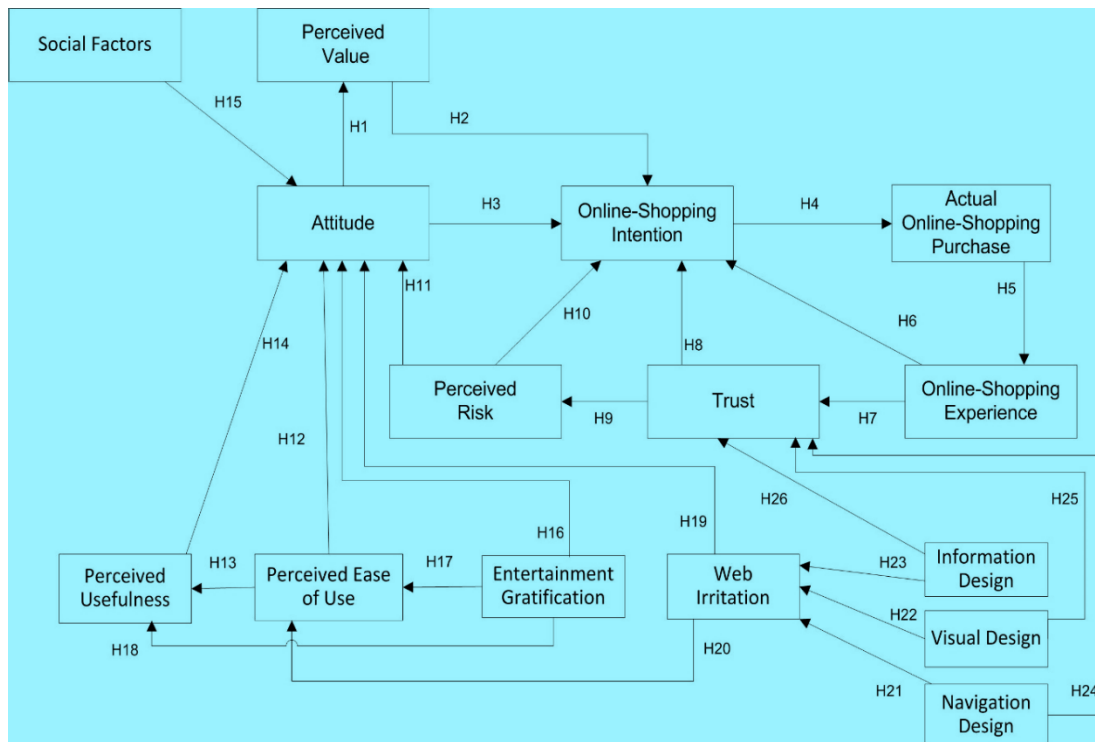 Social Factors
Perceived
Value
H15
H1
H2
Attitude
H3
Online-Shopping
Intention
H4
Actual
Online-Shopping
Purchase
H5
H11
H10
H8
H6
H14
Perceived
Risk
H9
Trust
H7
Online-Shopping
Experience
H12
H26
H25
H16
H19
H13
H17
Perceived
Usefulness
Perceived Ease
of Use
Entertainment
Gratification
Web
Irritation
H23
Information
Design
H22
Visual Design
H18
H20
H21
H24
Navigation
Design